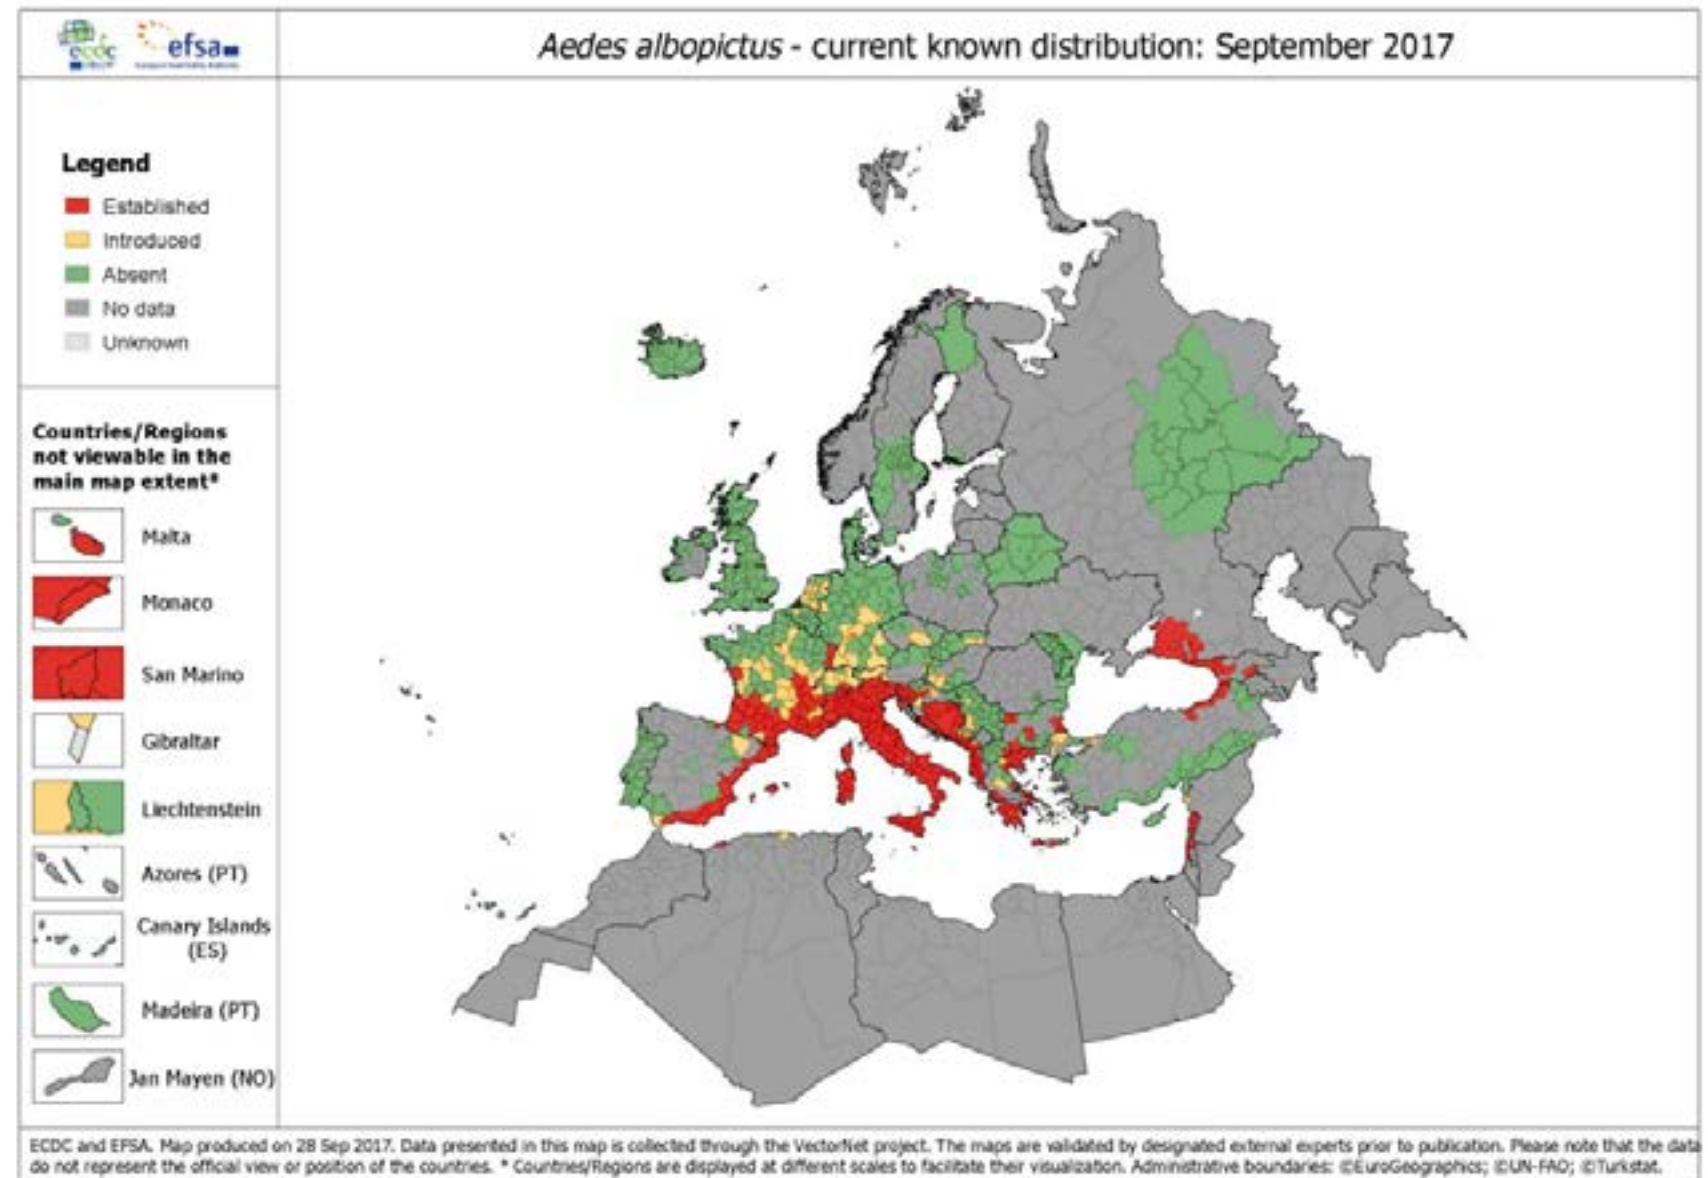 ecdc
efsa
Aedes albopictus - current known distribution: September 2017
Legend
Established
Introduced
Absent
No data
Unknown
Countries/Regions
not viewable in the
main map extent*
Malta
Monaco
San Marino
Gibraltar
Liechtenstein
Azores (PT)
Canary Islands
(ES)
Madeira (PT)
Jan Mayen (NO)
ECDC and EFSA. Map produced on 28 Sep 2017. Data presented in this map is collected through the VectorNet project. The maps are validated by designated external experts prior to publication. Please note that the data
do not represent the official view or position of the countries. * Countries/Regions are displayed at different scales to facilitate their visualization. Administrative boundaries: ©EuroGeographics; ©UN-FAO; ©Turkstat.